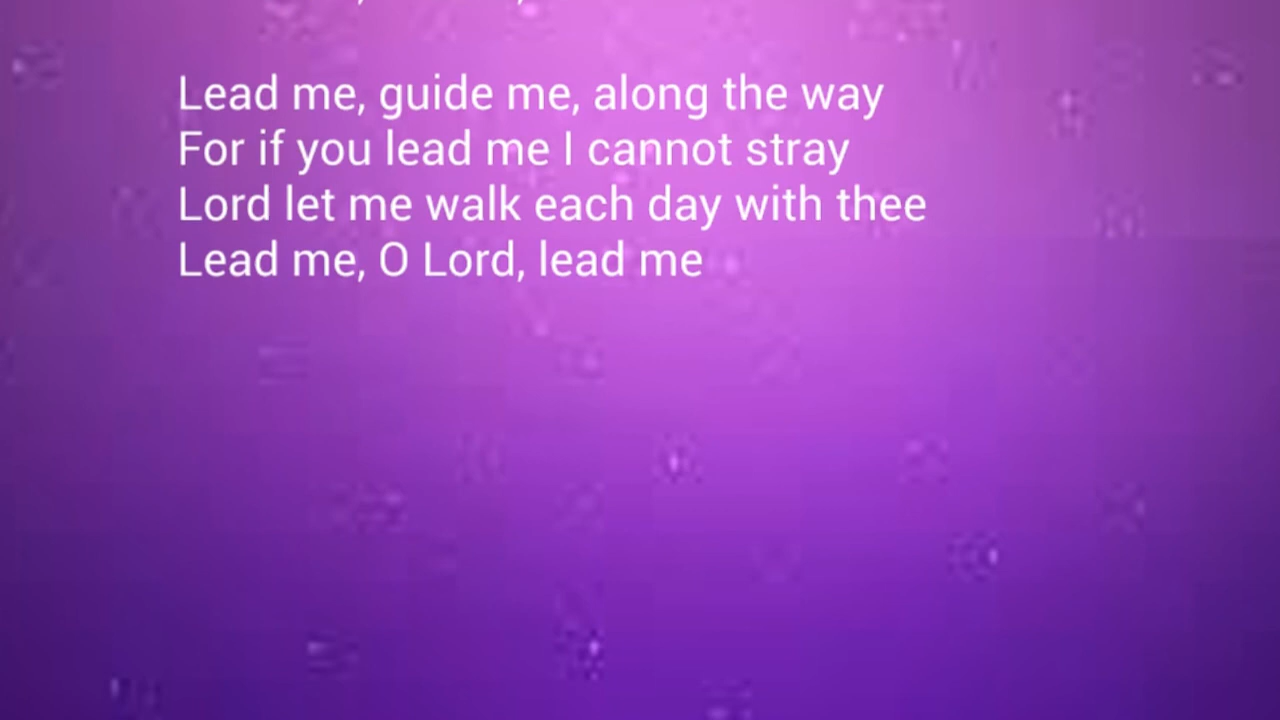 Lead me, guide me, along the way
For if you lead me I cannot stray
Lord let me walk each day with thee
Lead me, O Lord, lead me